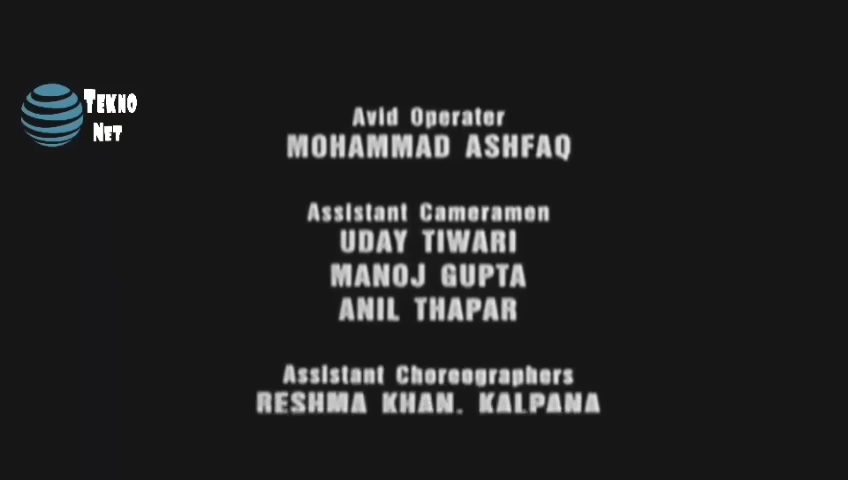 TEKNO
NET
Avid Operater
MOHAMMAD ASHFAQ
Assistant Cameramen
UDAY TIWARI
MANOJ GUPTA
ANIL THAPAR
Assistant Choreographers
RESHMA KHAN. KALPANA